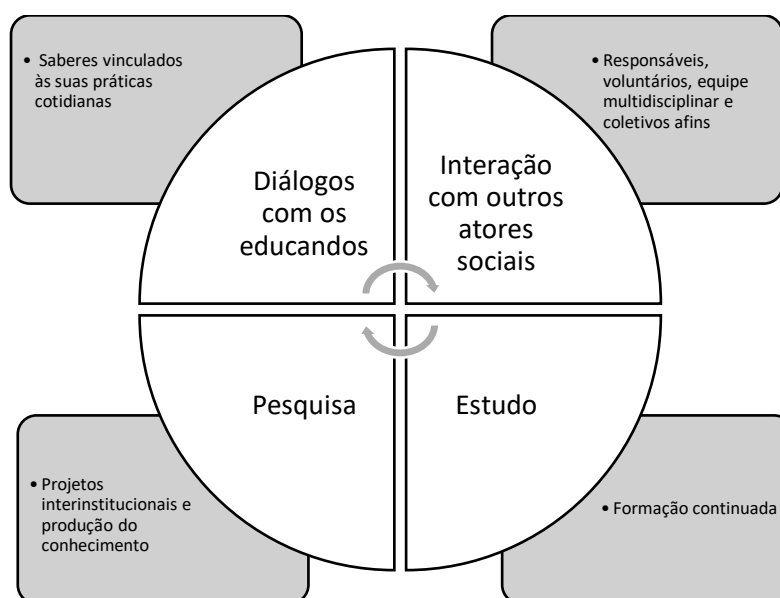 • Saberes vinculados
às suas práticas
cotidianas
• Responsáveis,
voluntários, equipe
multidisciplinar e
coletivos afins
Diálogos
com os
educandos
Interação
com outros
atores
sociais
Pesquisa
Estudo
• Projetos
interinstitucionais e
produção do
conhecimento
• Formação continuada